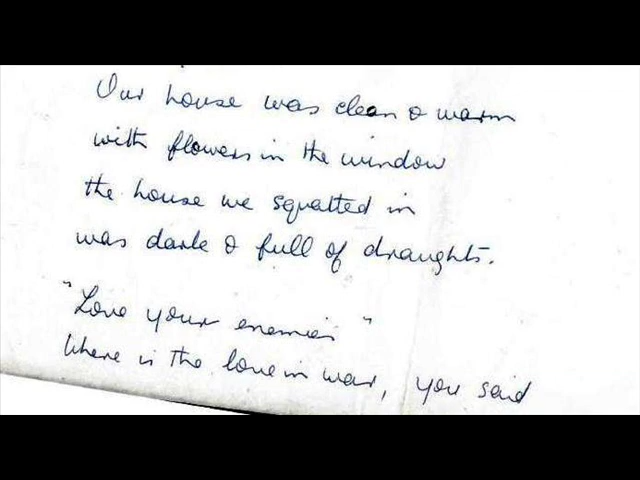 Our house was clean & warm
with flowers in the window
the house we squatted in
was dark & full of draughts.
"Love your enemies"
Where is the love in war, you said